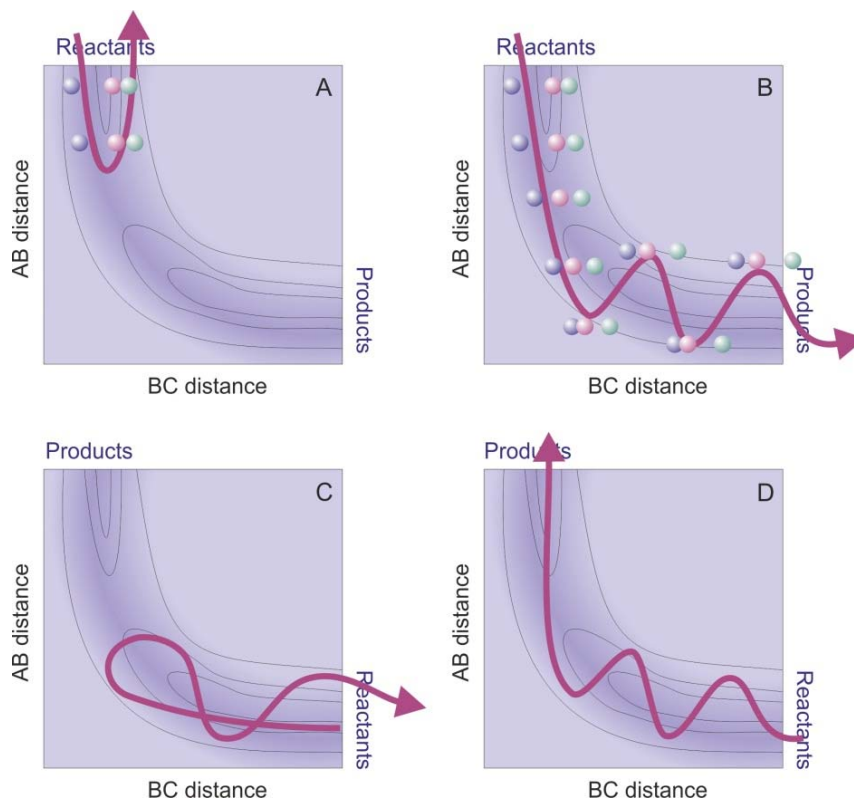 Reactants
A
AB distance
Products
BC distance
Reactants
B
AB distance
Products
BC distance
Products
C
AB distance
Reactants
BC distance
Products
D
AB distance
Reactants
BC distance